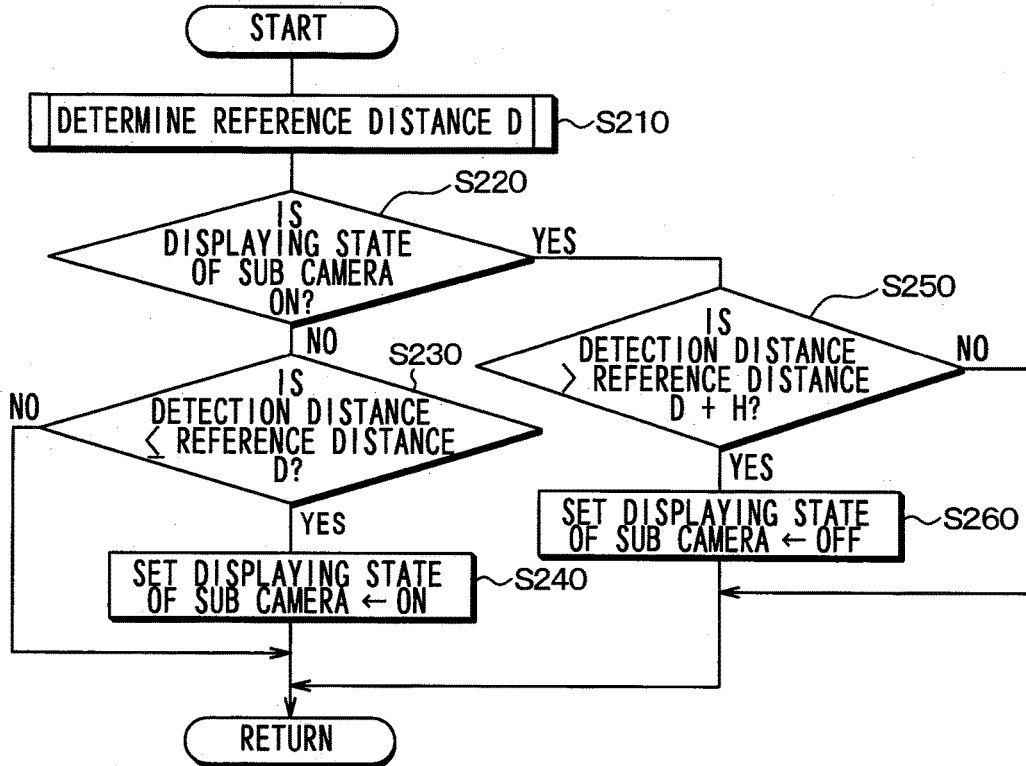 START
DETERMINE REFERENCE DISTANCE D
S210
S220
IS
DISPLAYING STATE
OF SUB CAMERA
ON?
YES
NO
S250
IS
DETECTION DISTANCE
> REFERENCE DISTANCE
D + H?
NO
YES
S230
IS
DETECTION DISTANCE
≤ REFERENCE DISTANCE
D?
NO
YES
SET DISPLAYING STATE
OF SUB CAMERA ← OFF
S260
SET DISPLAYING STATE
OF SUB CAMERA ← ON
S240
RETURN